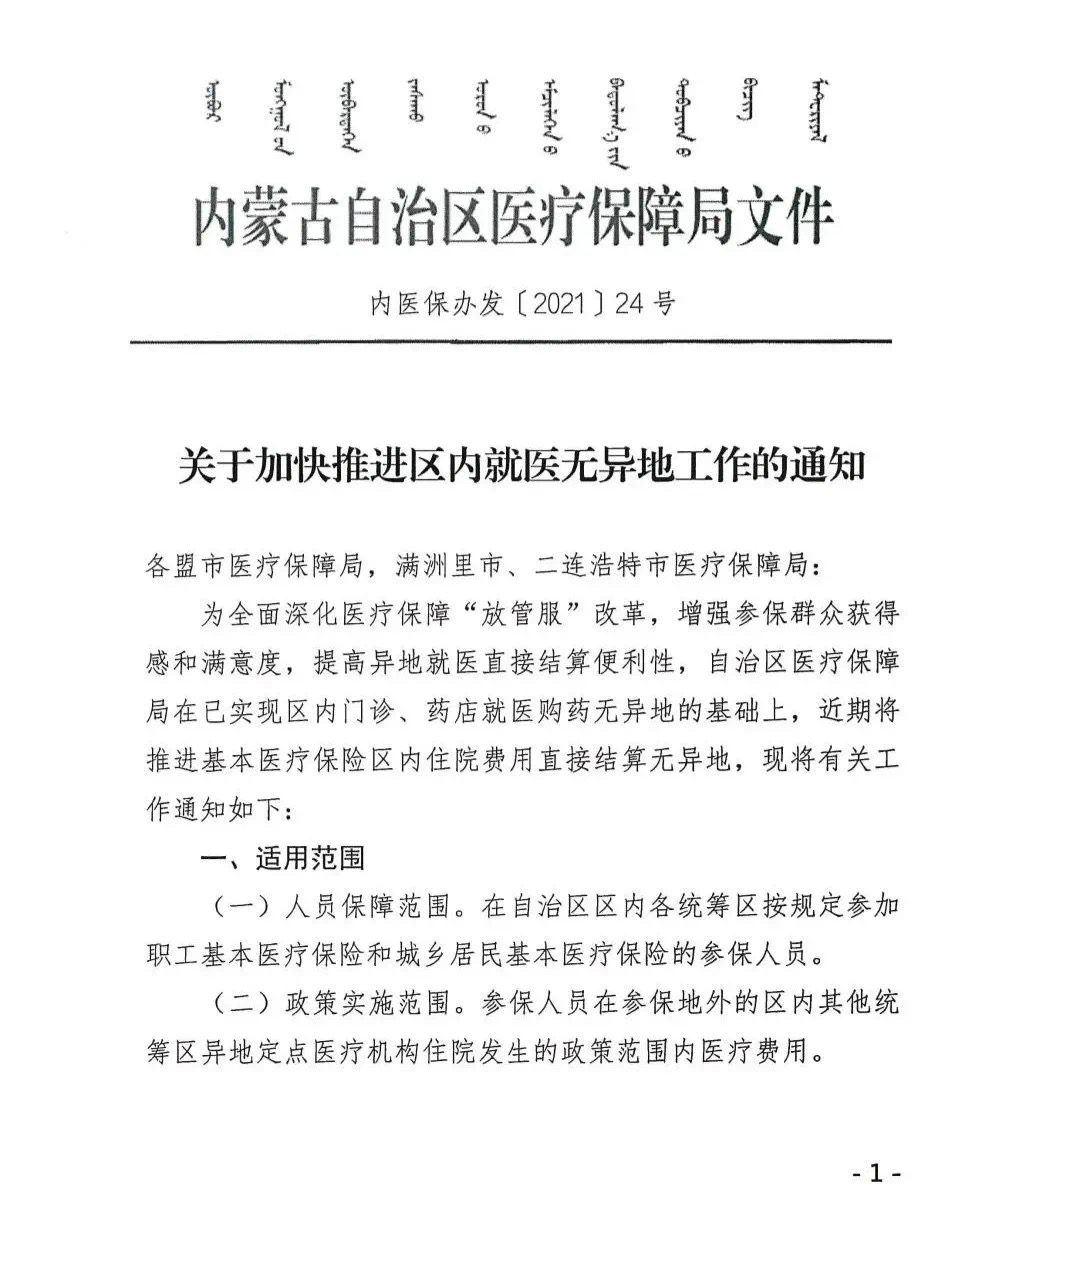 内蒙古自治区医疗保障局文件
内医保办发〔2021〕24 号
关于加快推进区内就医无异地工作的通知
各盟市医疗保障局，满洲里市、二连浩特市医疗保障局：
为全面深化医疗保障“放管服”改革，增强参保群众获得
感和满意度，提高异地就医直接结算便利性，自治区医疗保障
局在已实现区内门诊、药店就医购药无异地的基础上，近期将
推进基本医疗保险区内住院费用直接结算无异地，现将有关工
作通知如下：
一、适用范围
（一）人员保障范围。在自治区区内各统筹区按规定参加
职工基本医疗保险和城乡居民基本医疗保险的参保人员。
（二）政策实施范围。参保人员在参保地外的区内其他统
筹区异地定点医疗机构住院发生的政策范围内医疗费用。
- 1 -